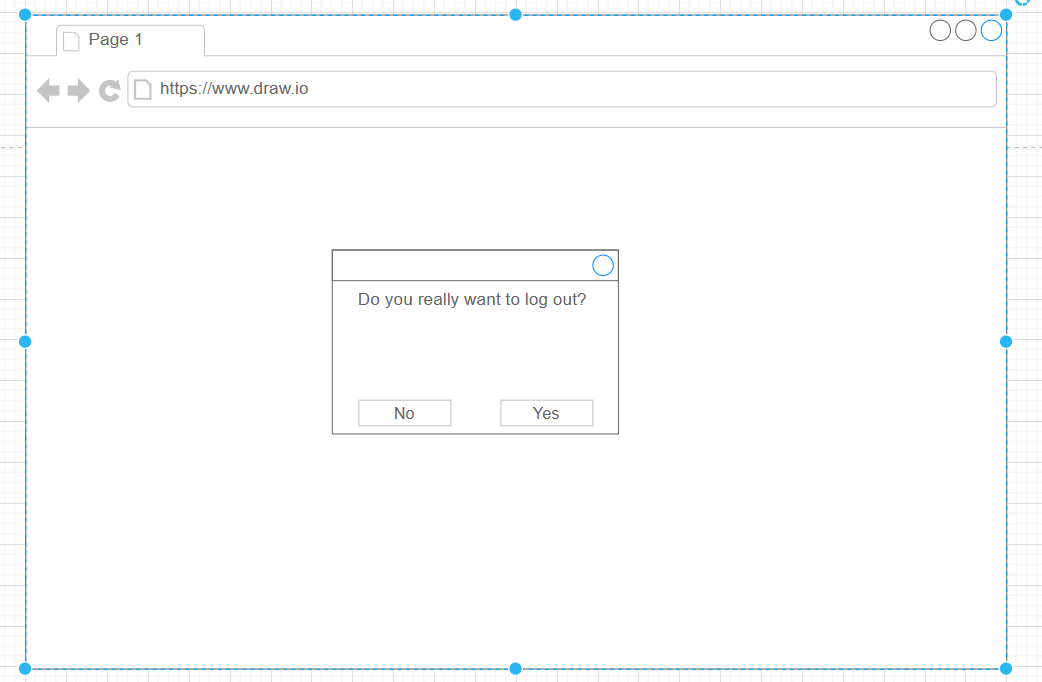 Page 1
https://www.draw.io
Do you really want to log out?
No
Yes